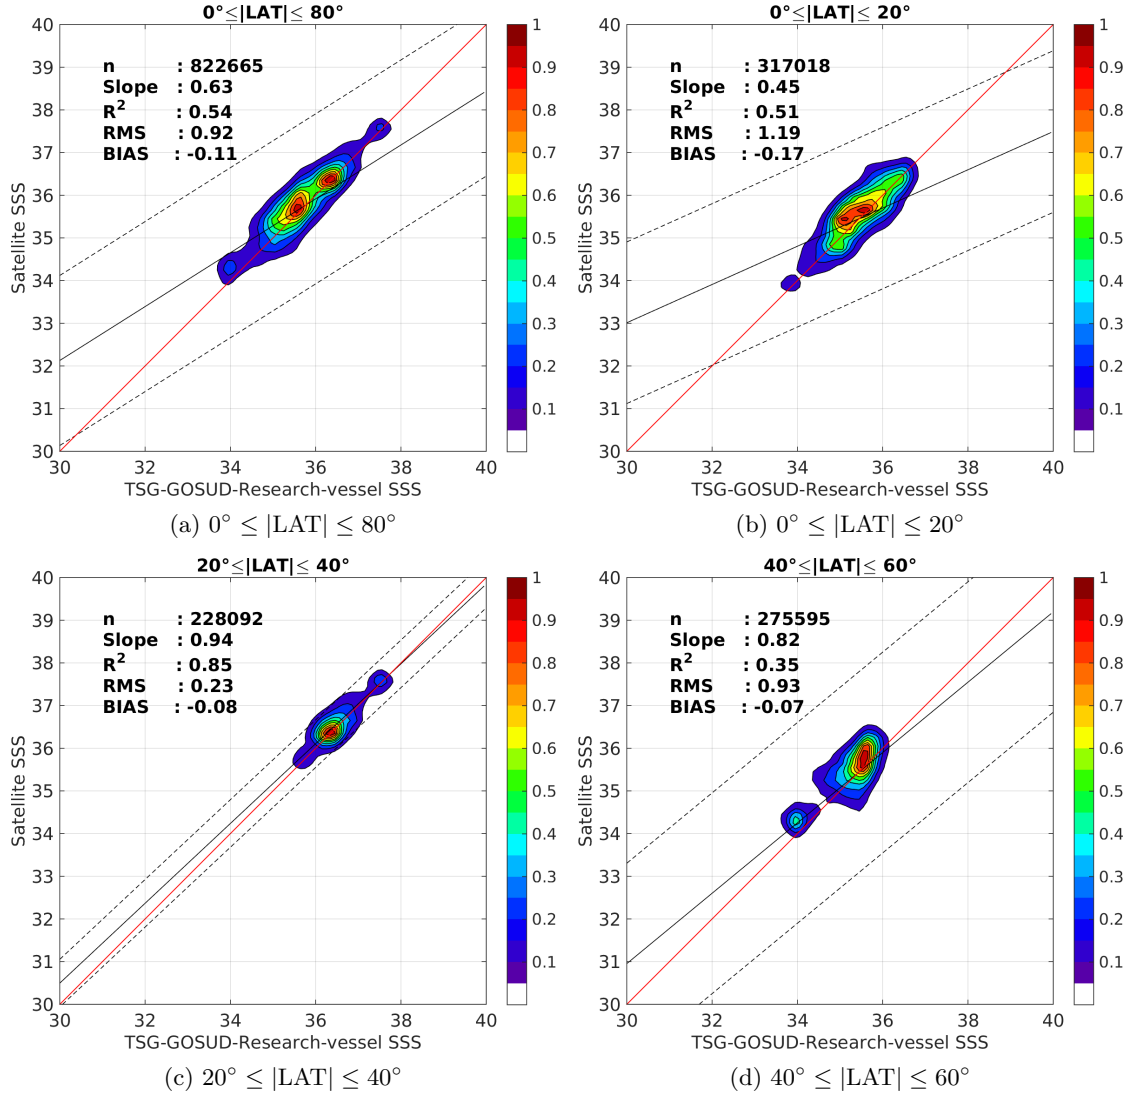 0°≤|LAT|≤ 80°
40
39
38
37
36
35
34
33
32
31
30
n : 822665
Slope : 0.63
R² : 0.54
RMS : 0.92
BIAS : -0.11
Satellite SSS
30 32 34 36 38 40
TSG-GOSUD-Research-vessel SSS
1
0.9
0.8
0.7
0.6
0.5
0.4
0.3
0.2
0.1
(a) 0° ≤ |LAT| ≤ 80°
0°≤|LAT|≤ 20°
40
39
38
37
36
35
34
33
32
31
30
n : 317018
Slope : 0.45
R² : 0.51
RMS : 1.19
BIAS : -0.17
Satellite SSS
30 32 34 36 38 40
TSG-GOSUD-Research-vessel SSS
1
0.9
0.8
0.7
0.6
0.5
0.4
0.3
0.2
0.1
(b) 0° ≤ |LAT| ≤ 20°
20°≤|LAT|≤ 40°
40
39
38
37
36
35
34
33
32
31
30
n : 228092
Slope : 0.94
R² : 0.85
RMS : 0.23
BIAS : -0.08
Satellite SSS
30 32 34 36 38 40
TSG-GOSUD-Research-vessel SSS
1
0.9
0.8
0.7
0.6
0.5
0.4
0.3
0.2
0.1
(c) 20° ≤ |LAT| ≤ 40°
40°≤|LAT|≤ 60°
40
39
38
37
36
35
34
33
32
31
30
n : 275595
Slope : 0.82
R² : 0.35
RMS : 0.93
BIAS : -0.07
Satellite SSS
30 32 34 36 38 40
TSG-GOSUD-Research-vessel SSS
1
0.9
0.8
0.7
0.6
0.5
0.4
0.3
0.2
0.1
(d) 40° ≤ |LAT| ≤ 60°